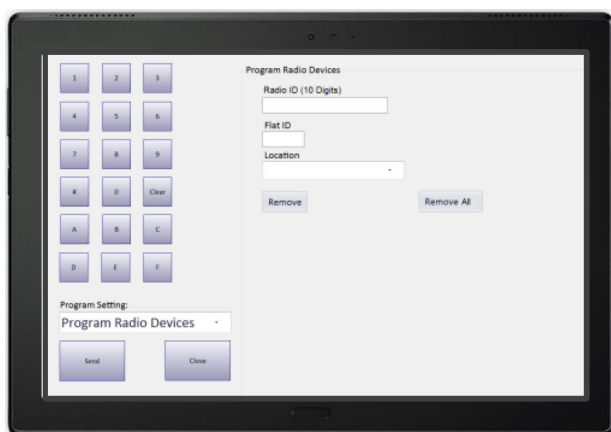 1 2 3
4 5 6
7 8 9
# 0 Clear
A B C
D E F
Program Setting:
Program Radio Devices
Send Close
Program Radio Devices
Radio ID (10 Digits)
Flat ID
Location
Remove Remove All